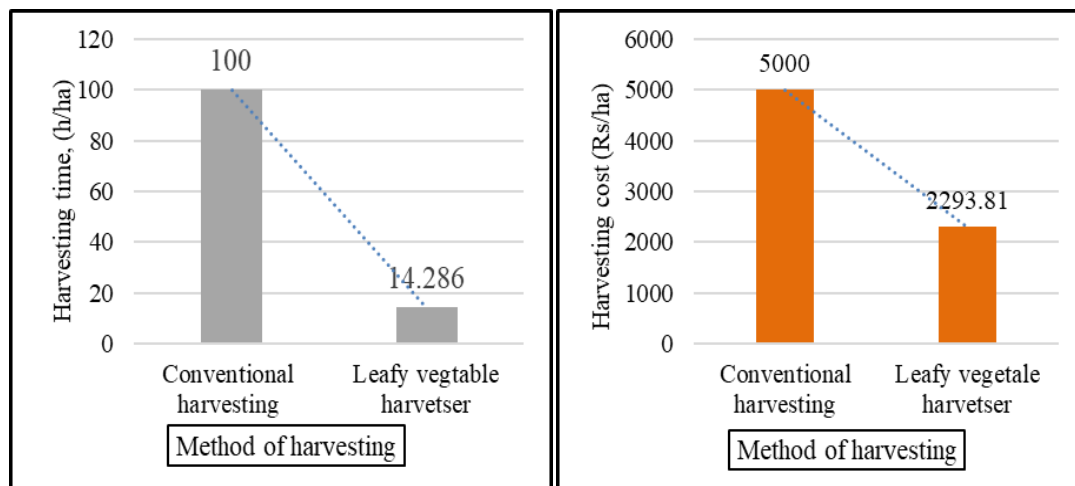 Harvesting time, (h/ha)
120
100
80
60
40
20
0
100
14.286
Conventional
harvesting
Leafy vegtable
harvetser
Method of harvesting
Harvesting cost (Rs/ha)
6000
5000
4000
3000
2000
1000
0
5000
2293.81
Conventional
harvesting
Leafy vegetale
harvetser
Method of harvesting